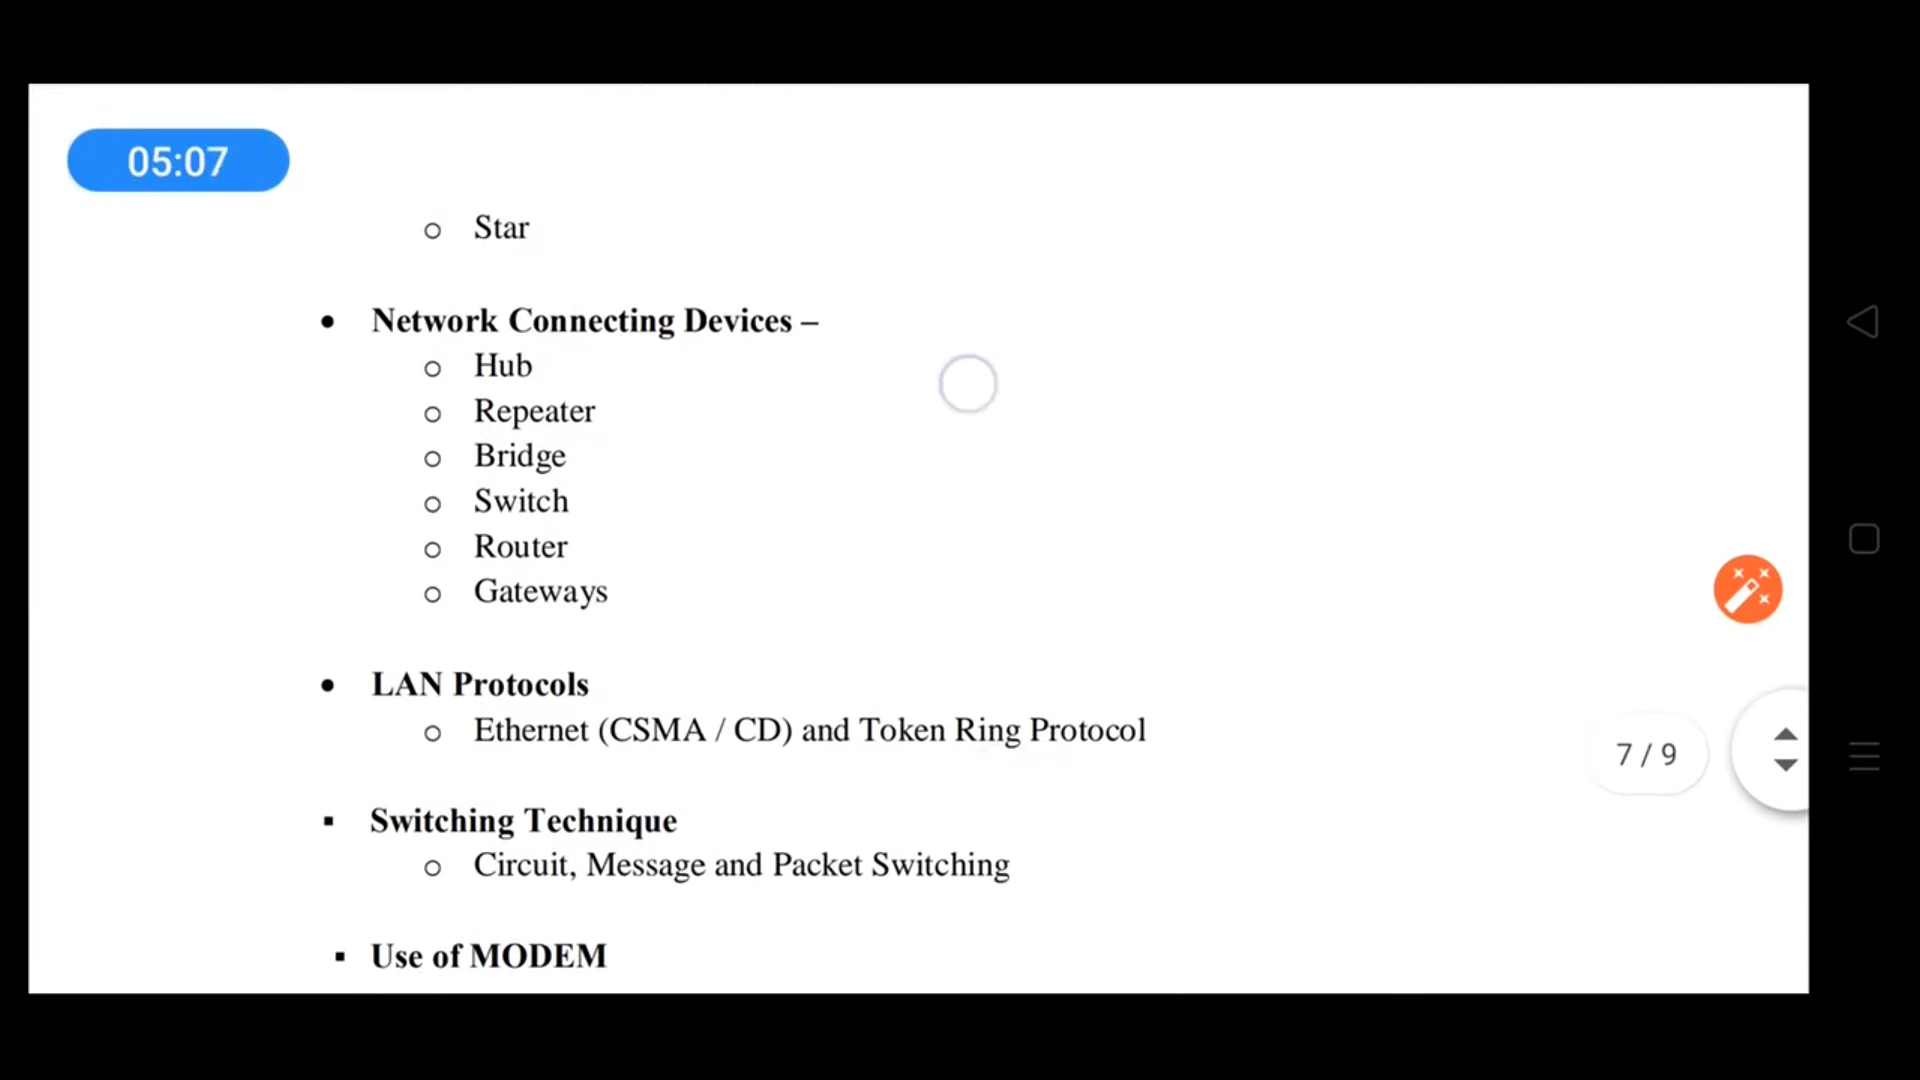 05:07
Star
Network Connecting Devices –
Hub
Repeater
Bridge
Switch
Router
Gateways
LAN Protocols
Ethernet (CSMA / CD) and Token Ring Protocol
7 / 9
Switching Technique
Circuit, Message and Packet Switching
Use of MODEM